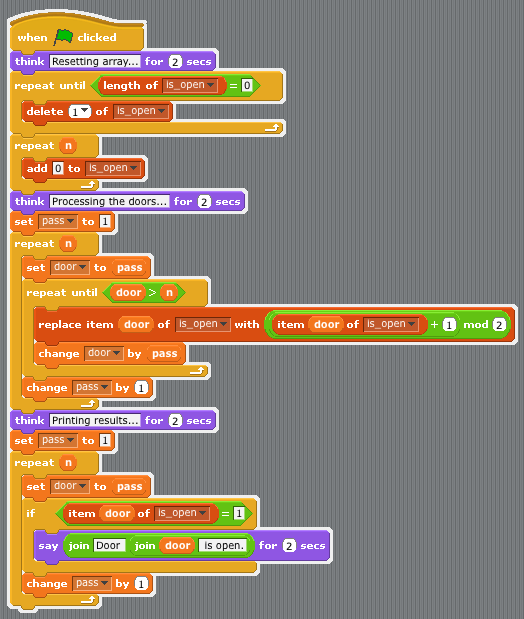 when clicked
think Resetting array... for 2 secs
repeat until length of is_open = 0
delete 1 of is_open
repeat n
add 0 to is_open
think Processing the doors... for 2 secs
set pass to 1
repeat n
set door to pass
repeat until door > n
replace item door of is_open with item door of is_open + 1 mod 2
change door by pass
change pass by 1
think Printing results... for 2 secs
set pass to 1
repeat n
set door to pass
if item door of is_open = 1
say join Door join door is open. for 2 secs
change pass by 1